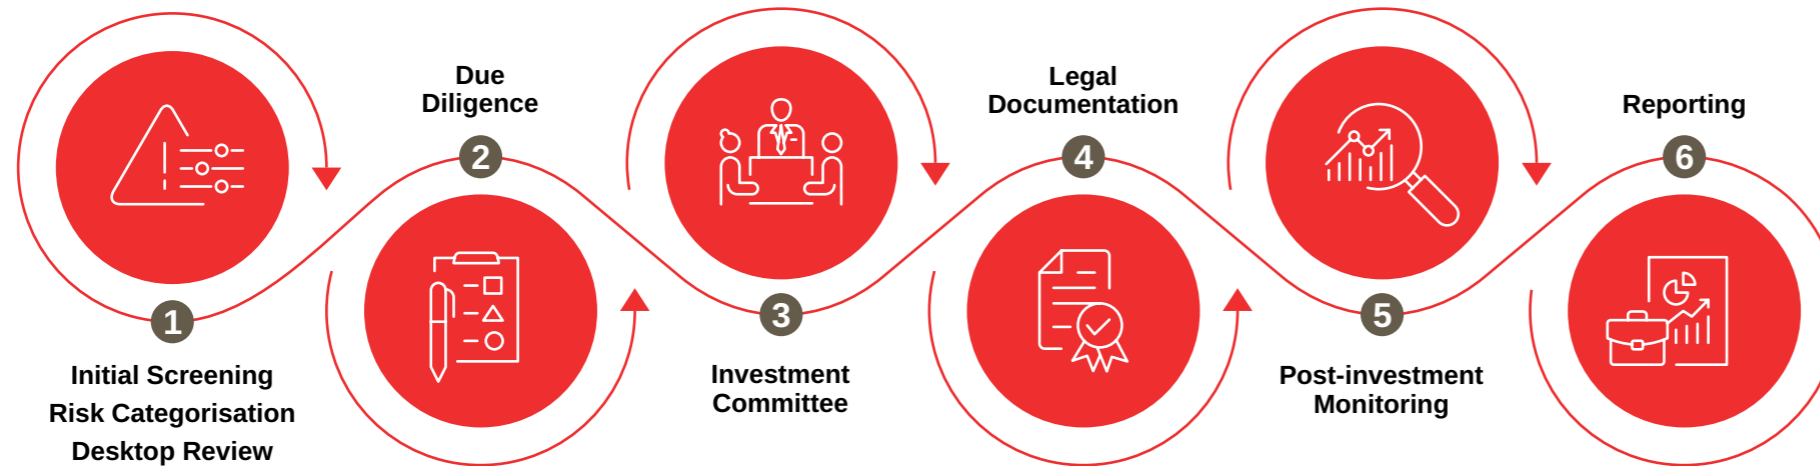 1
Initial Screening
Risk Categorisation
Desktop Review
Due
Diligence
2
3
Investment
Committee
Legal
Documentation
4
5
Post-investment
Monitoring
Reporting
6